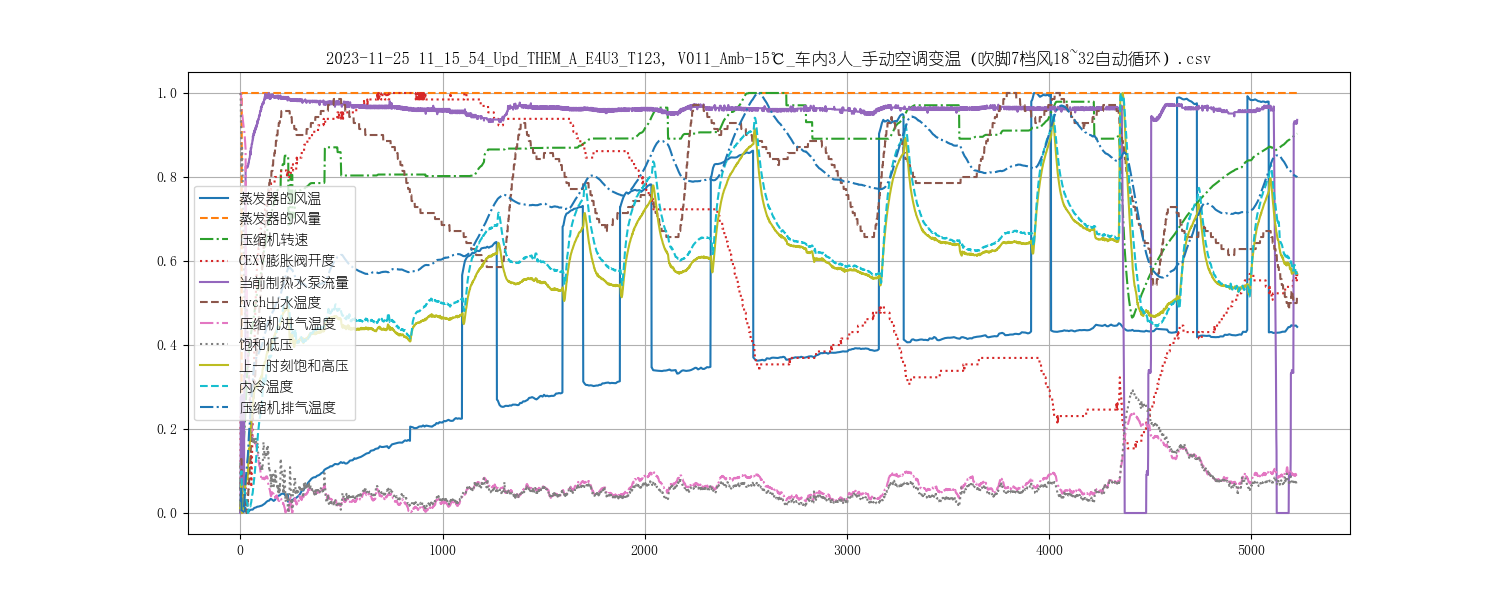 2023-11-25 11_15_54_Upd_THEM_A_E4U3_T123, V011_Amb-15℃_车内3人_手动空调变温 (吹脚7档风18~32自动循环).csv
1.0
0.8
0.6
0.4
0.2
0.0
蒸发器的风温
蒸发器的风量
压缩机转速
CEXV膨胀阀开度
当前制热水泵流量
hvch出水温度
压缩机进气温度
饱和低压
上一时刻饱和高压
内冷温度
压缩机排气温度
0 1000 2000 3000 4000 5000